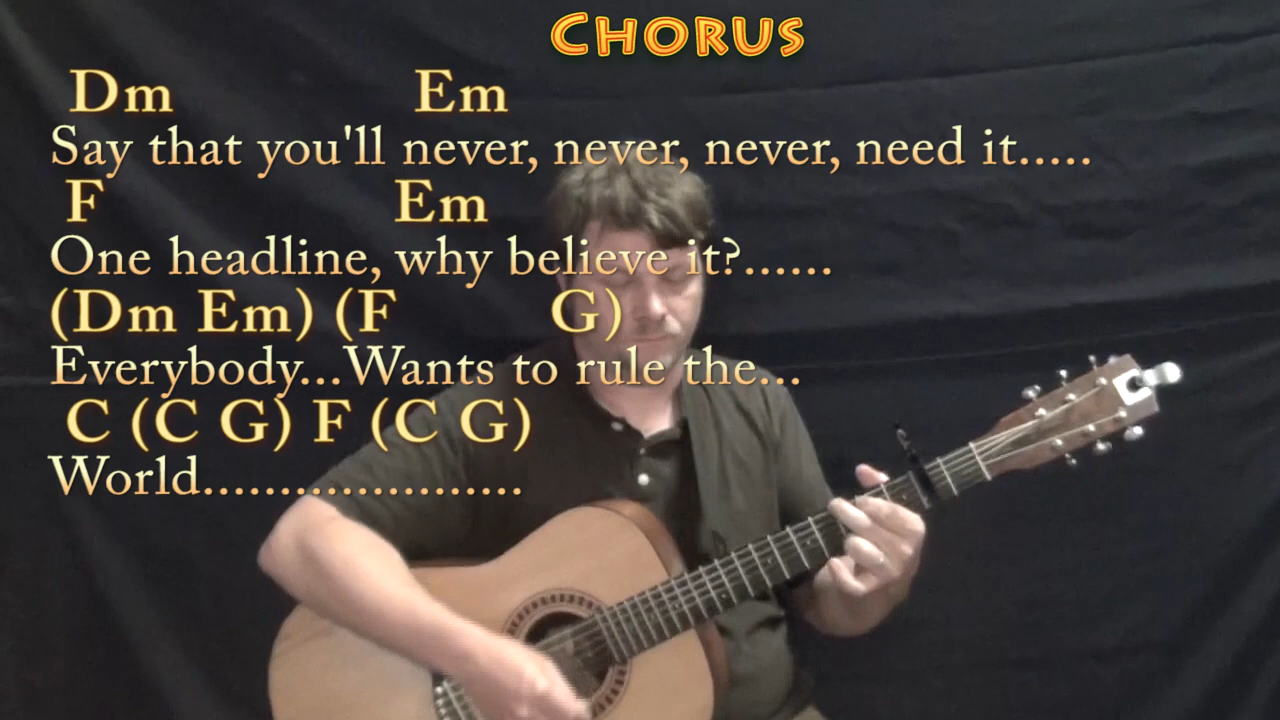 CHORUS
Dm Em
Say that you'll never, never, never, need it.....
F Em
One headline, why believe it?......
(Dm Em) (F G)
Everybody...Wants to rule the...
C (C G) F (C G)
World.....................